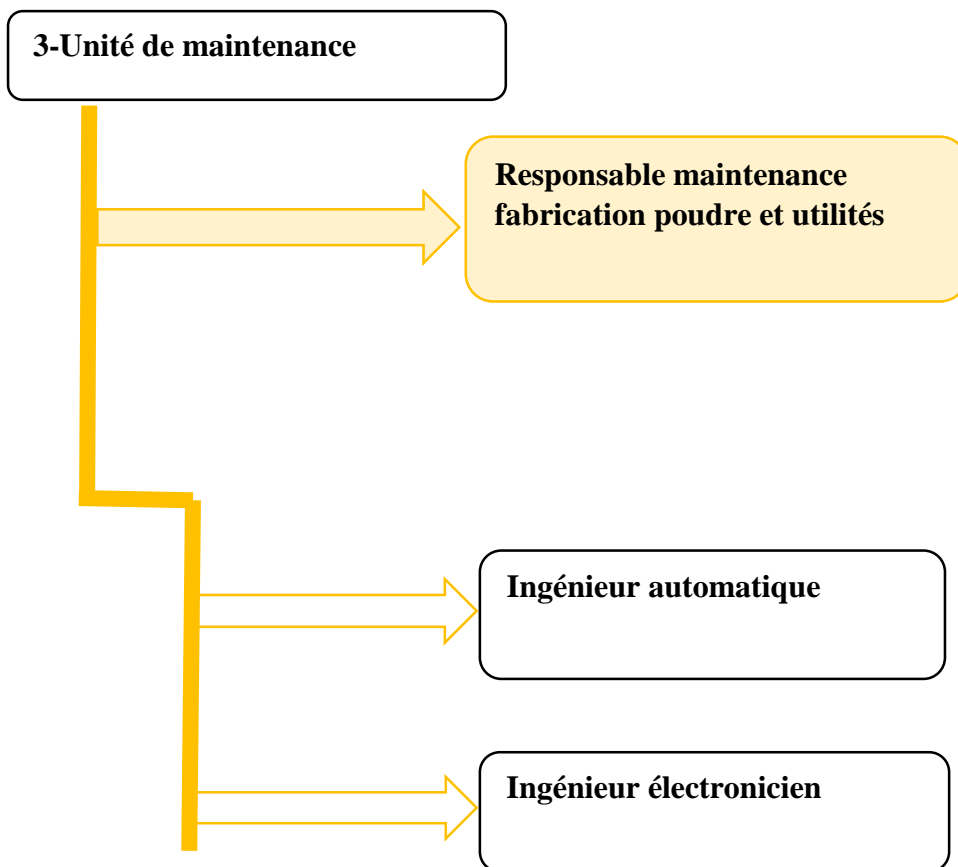 3-Unité de maintenance
Responsable maintenance
fabrication poudre et utilités
Ingénieur automatique
Ingénieur électronicien